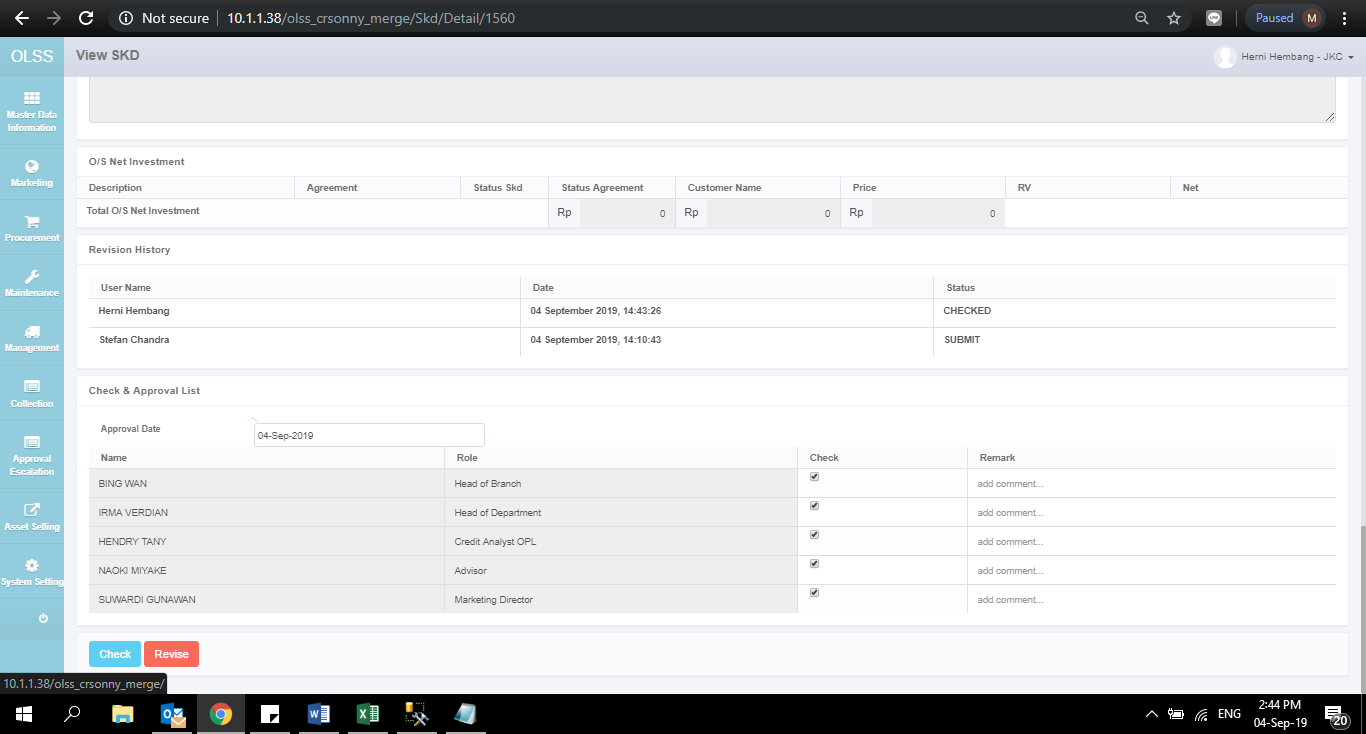 Not secure | 10.1.1.38/olss_crsonny_merge/Skd/Detail/1560 Paused M
OLSS View SKD Herni Hembang - JKC
Master Data
Information
Marketing
Procurement
Maintenance
Management
Collection
Approval
Escalation
Asset Selling
System Setting
O/S Net Investment
Description Agreement Status Skd Status Agreement Customer Name Price RV Net
Total O/S Net Investment Rp 0 Rp 0 Rp 0
Revision History
User Name Date Status
Herni Hembang 04 September 2019, 14:43:26 CHECKED
Stefan Chandra 04 September 2019, 14:10:43 SUBMIT
Check & Approval List
Approval Date 04-Sep-2019
Name Role Check Remark
BING WAN Head of Branch add comment...
IRMA VERDIAN Head of Department add comment...
HENDRY TANY Credit Analyst OPL add comment...
NAOKI MIYAKE Advisor add comment...
SUWARDI GUNAWAN Marketing Director add comment...
Check Revise
10.1.1.38/olss_crsonny_merge/
ENG 2:44 PM
04-Sep-19 20